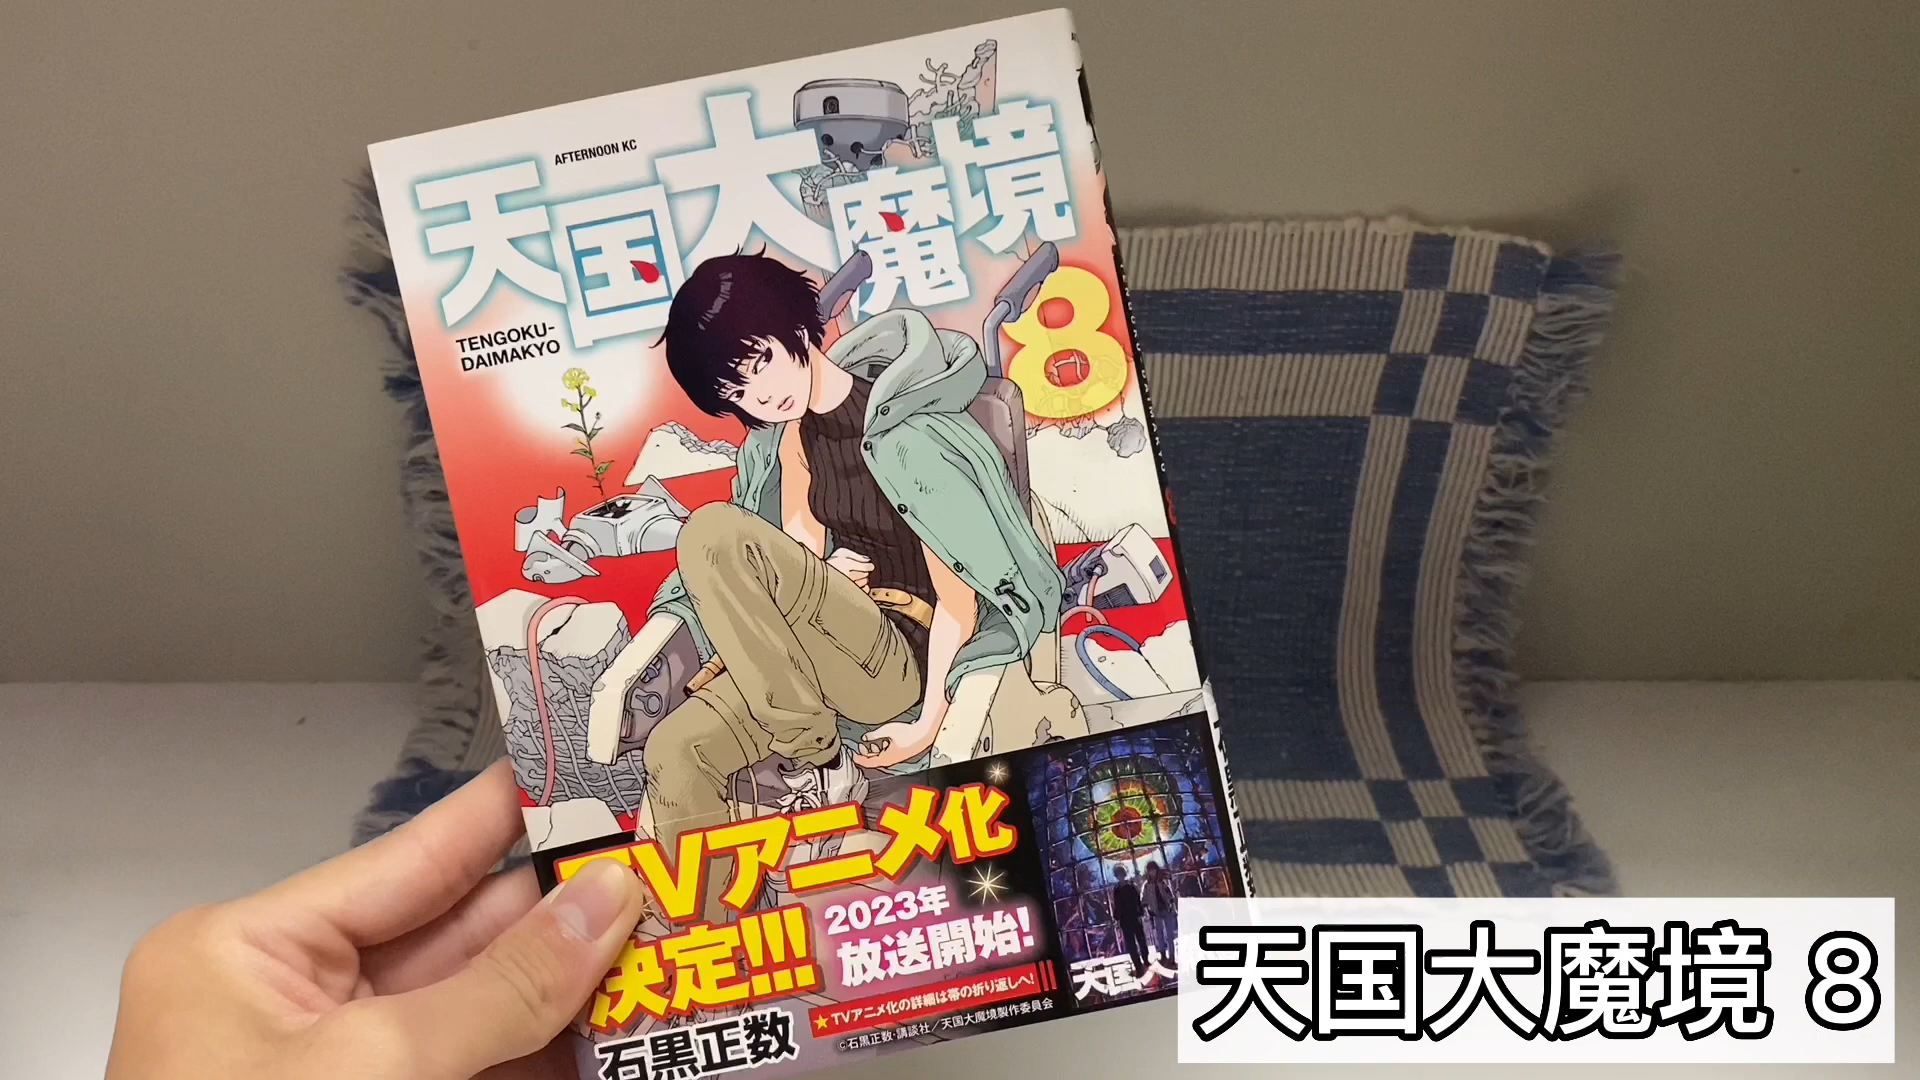 AFTERNOON KC
天国大魔境
TENGOKU-
DAIMAKYO
8
TVアニメ化
決定!!!
2023年
放送開始!
★TVアニメ化の詳細は帯の折り返しへ!
©石黒正数・講談社/天国大魔境製作委員会
石黒正数
天国大
天国大魔境 8